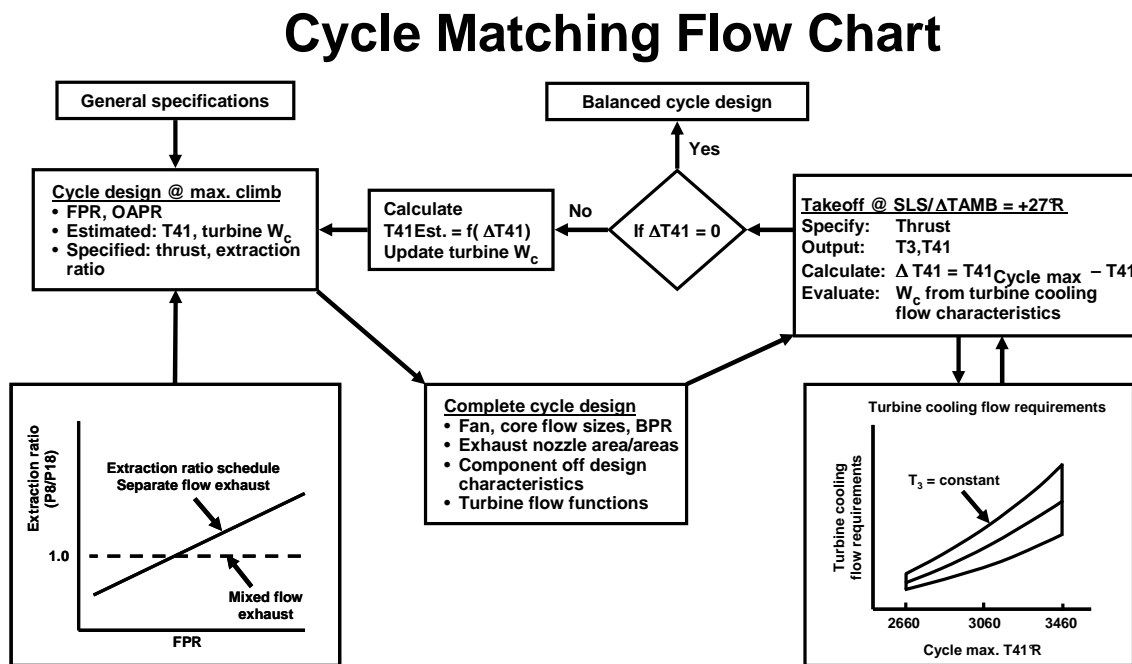 Cycle Matching Flow Chart
General specifications
Balanced cycle design
Yes
Cycle design @ max. climb
• FPR, OAPR
• Estimated: T41, turbine Wc
• Specified: thrust, extraction
ratio
Calculate
T41Est. = f( ΔT41)
Update turbine Wc
No
If ΔT41 = 0
Takeoff @ SLS/ΔTAMB = +27°R
Specify: Thrust
Output: T3,T41
Calculate: Δ T41 = T41Cycle max – T41
Evaluate: Wc from turbine cooling
flow characteristics
Extraction ratio
(P8/P18)
Extraction ratio schedule
Separate flow exhaust
1.0
Mixed flow
exhaust
FPR
Complete cycle design
• Fan, core flow sizes, BPR
• Exhaust nozzle area/areas
• Component off design
characteristics
• Turbine flow functions
Turbine cooling flow requirements
Turbine cooling
flow requirements
T3 = constant
2660 3060 3460
Cycle max. T41°R